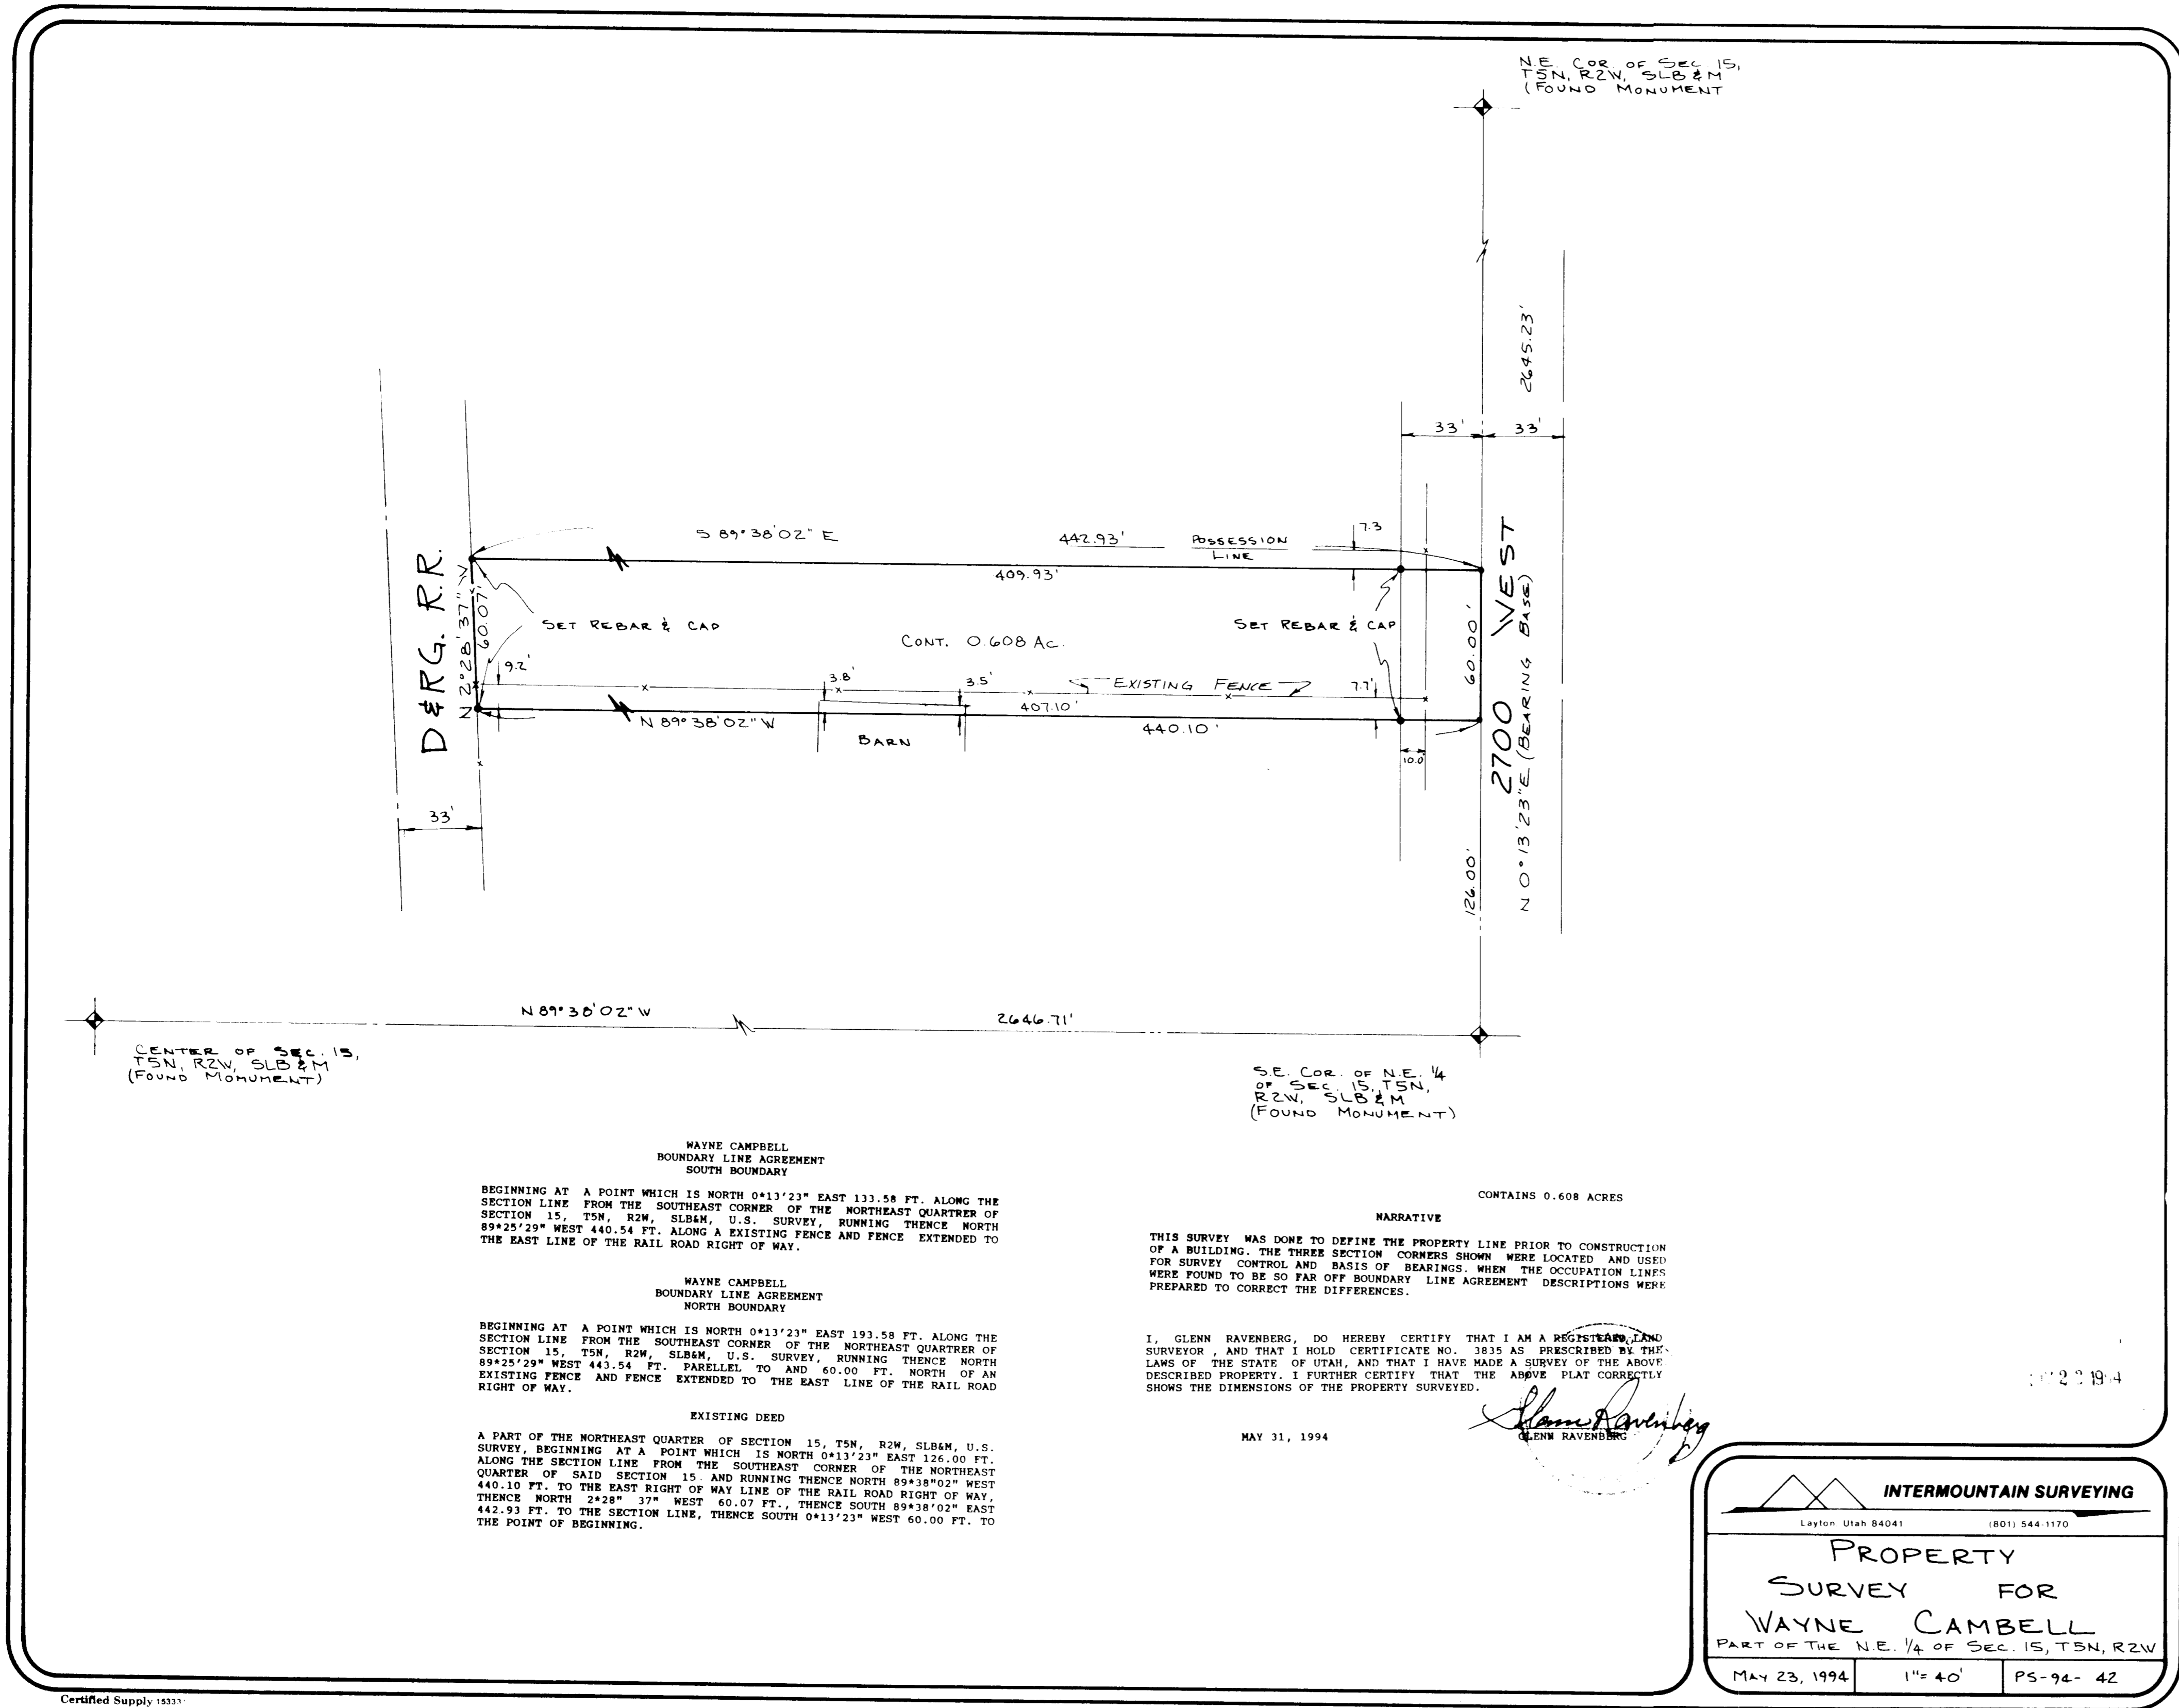 N.E. COR. OF SEC 15,
T5N, R2W, SLB & M
(FOUND MONUMENT
2645.23'
33'
33'
S 89°38'02" E
442.93'
POSSESSION
LINE
7.3
409.93'
D & RG. R.R.
N 2°28'37" W
60.07'
SET REBAR & CAP
CONT. 0.608 AC.
SET REBAR & CAP
60.00'
2700 WEST
N 0°13'23" E (BEARING BASE)
9.2'
3.8'
3.5'
EXISTING FENCE
7.7'
407.10'
N 89°38'02" W
440.10'
BARN
10.0'
33'
126.00'
N 89°38'02" W
2646.71'
CENTER OF SEC. 15,
T5N, R2W, SLB & M
(FOUND MOMUMENT)
S.E. COR. OF N.E. 1/4
OF SEC. 15, T5N,
R2W, SLB & M
(FOUND MONUMENT)
WAYNE CAMPBELL
BOUNDARY LINE AGREEMENT
SOUTH BOUNDARY
BEGINNING AT A POINT WHICH IS NORTH 0*13'23" EAST 133.58 FT. ALONG THE
SECTION LINE FROM THE SOUTHEAST CORNER OF THE NORTHEAST QUARTRER OF
SECTION 15, T5N, R2W, SLB&M, U.S. SURVEY, RUNNING THENCE NORTH
89*25'29" WEST 440.54 FT. ALONG A EXISTING FENCE AND FENCE EXTENDED TO
THE EAST LINE OF THE RAIL ROAD RIGHT OF WAY.
WAYNE CAMPBELL
BOUNDARY LINE AGREEMENT
NORTH BOUNDARY
BEGINNING AT A POINT WHICH IS NORTH 0*13'23" EAST 193.58 FT. ALONG THE
SECTION LINE FROM THE SOUTHEAST CORNER OF THE NORTHEAST QUARTRER OF
SECTION 15, T5N, R2W, SLB&M, U.S. SURVEY, RUNNING THENCE NORTH
89*25'29" WEST 443.54 FT. PARELLEL TO AND 60.00 FT. NORTH OF AN
EXISTING FENCE AND FENCE EXTENDED TO THE EAST LINE OF THE RAIL ROAD
RIGHT OF WAY.
EXISTING DEED
A PART OF THE NORTHEAST QUARTER OF SECTION 15, T5N, R2W, SLB&M, U.S.
SURVEY, BEGINNING AT A POINT WHICH IS NORTH 0*13'23" EAST 126.00 FT.
ALONG THE SECTION LINE FROM THE SOUTHEAST CORNER OF THE NORTHEAST
QUARTER OF SAID SECTION 15. AND RUNNING THENCE NORTH 89*38"02" WEST
440.10 FT. TO THE EAST RIGHT OF WAY LINE OF THE RAIL ROAD RIGHT OF WAY,
THENCE NORTH 2*28" 37" WEST 60.07 FT., THENCE SOUTH 89*38'02" EAST
442.93 FT. TO THE SECTION LINE, THENCE SOUTH 0*13'23" WEST 60.00 FT. TO
THE POINT OF BEGINNING.
CONTAINS 0.608 ACRES
NARRATIVE
THIS SURVEY WAS DONE TO DEFINE THE PROPERTY LINE PRIOR TO CONSTRUCTION
OF A BUILDING. THE THREE SECTION CORNERS SHOWN WERE LOCATED AND USED
FOR SURVEY CONTROL AND BASIS OF BEARINGS. WHEN THE OCCUPATION LINES
WERE FOUND TO BE SO FAR OFF BOUNDARY LINE AGREEMENT DESCRIPTIONS WERE
PREPARED TO CORRECT THE DIFFERENCES.
I, GLENN RAVENBERG, DO HEREBY CERTIFY THAT I AM A REGISTERED LAND
SURVEYOR , AND THAT I HOLD CERTIFICATE NO. 3835 AS PRESCRIBED BY THE
LAWS OF THE STATE OF UTAH, AND THAT I HAVE MADE A SURVEY OF THE ABOVE
DESCRIBED PROPERTY. I FURTHER CERTIFY THAT THE ABOVE PLAT CORRECTLY
SHOWS THE DIMENSIONS OF THE PROPERTY SURVEYED.
Glenn Ravenberg
MAY 31, 1994
GLENN RAVENBERG
INTERMOUNTAIN SURVEYING
Layton Utah 84041
(801) 544-1170
PROPERTY
SURVEY FOR
WAYNE CAMBELL
PART OF THE N.E. 1/4 OF SEC. 15, T5N, R2W
MAY 23, 1994
1"= 40'
PS-94- 42
Certified Supply